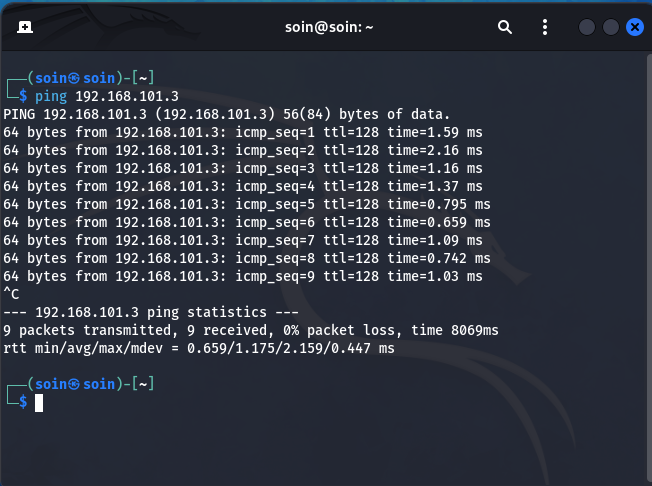 soin@soin: ~
┌──(soin㉿soin)-[~]
└─$ ping 192.168.101.3
PING 192.168.101.3 (192.168.101.3) 56(84) bytes of data.
64 bytes from 192.168.101.3: icmp_seq=1 ttl=128 time=1.59 ms
64 bytes from 192.168.101.3: icmp_seq=2 ttl=128 time=2.16 ms
64 bytes from 192.168.101.3: icmp_seq=3 ttl=128 time=1.16 ms
64 bytes from 192.168.101.3: icmp_seq=4 ttl=128 time=1.37 ms
64 bytes from 192.168.101.3: icmp_seq=5 ttl=128 time=0.795 ms
64 bytes from 192.168.101.3: icmp_seq=6 ttl=128 time=0.659 ms
64 bytes from 192.168.101.3: icmp_seq=7 ttl=128 time=1.09 ms
64 bytes from 192.168.101.3: icmp_seq=8 ttl=128 time=0.742 ms
64 bytes from 192.168.101.3: icmp_seq=9 ttl=128 time=1.03 ms
^C
--- 192.168.101.3 ping statistics ---
9 packets transmitted, 9 received, 0% packet loss, time 8069ms
rtt min/avg/max/mdev = 0.659/1.175/2.159/0.447 ms
┌──(soin㉿soin)-[~]
└─$